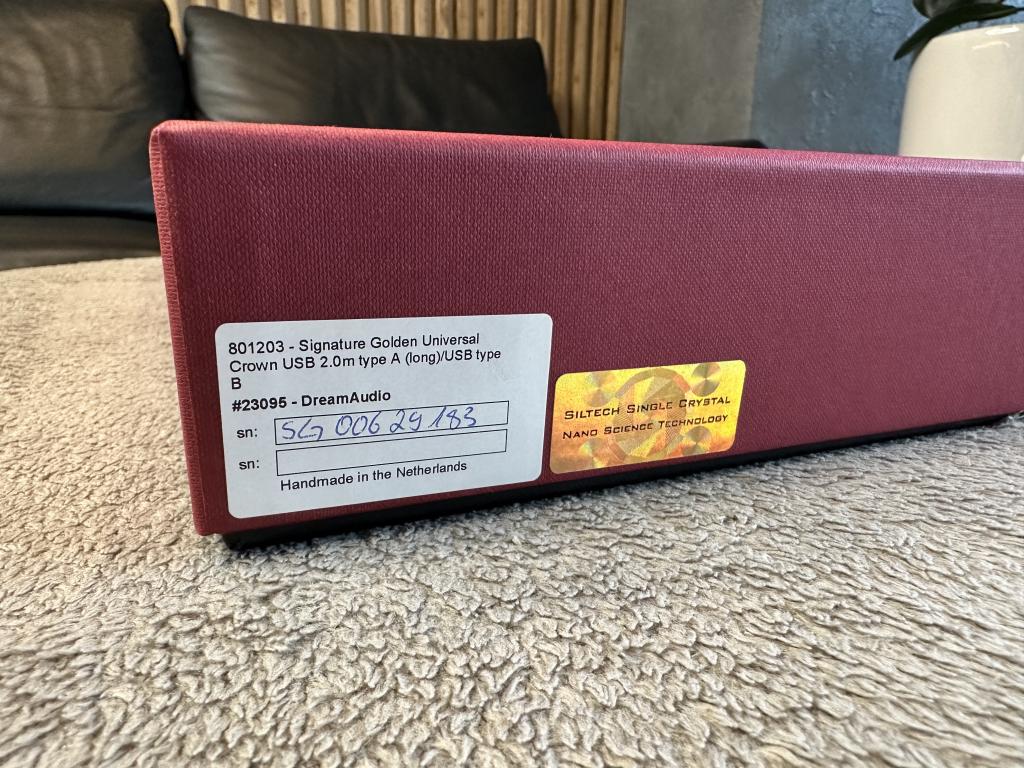 801203 - Signature Golden Universal
Crown USB 2.0m type A (long)/USB type
B
#23095 - DreamAudio
sn: SG 006 29 183
sn:
Handmade in the Netherlands
SILTECH SINGLE CRYSTAL
NANO SCIENCE TECHNOLOGY